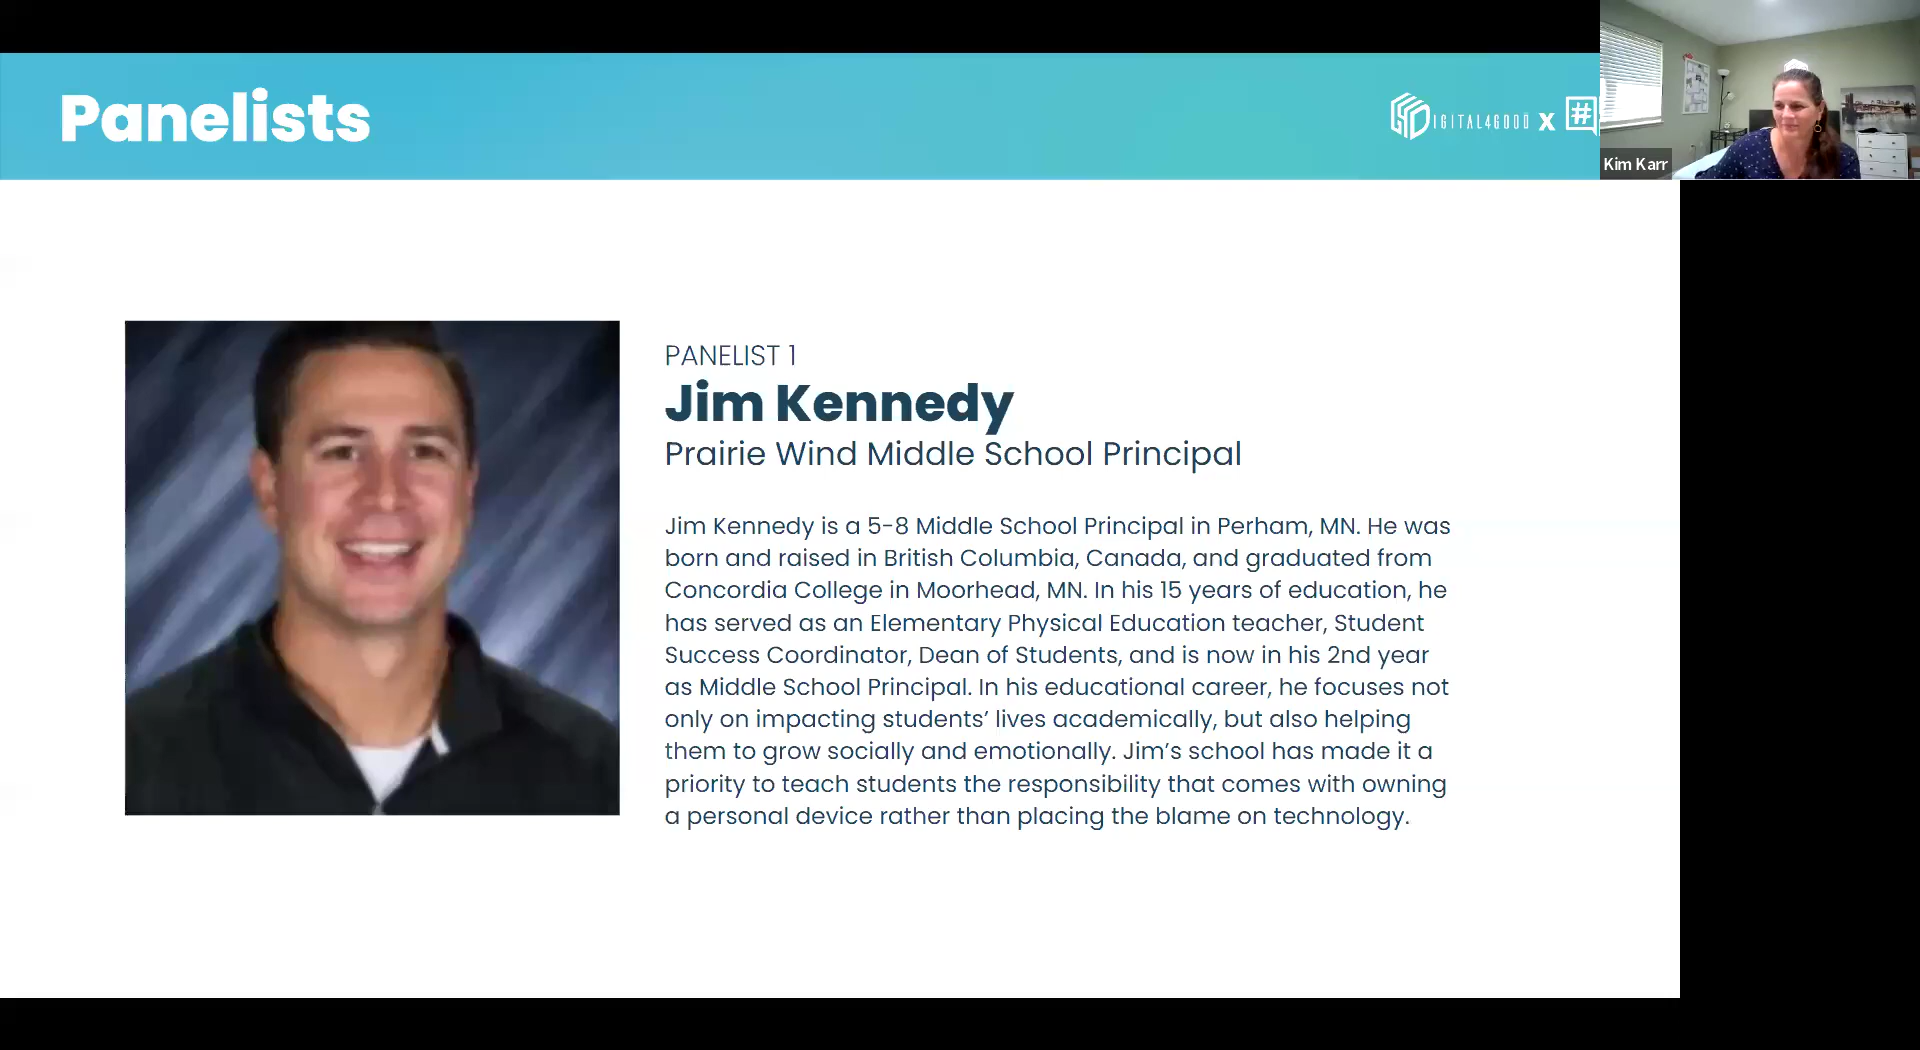 Panelists
DIGITAL4GOOD x #
Kim Karr
PANELIST 1
Jim Kennedy
Prairie Wind Middle School Principal
Jim Kennedy is a 5-8 Middle School Principal in Perham, MN. He was
born and raised in British Columbia, Canada, and graduated from
Concordia College in Moorhead, MN. In his 15 years of education, he
has served as an Elementary Physical Education teacher, Student
Success Coordinator, Dean of Students, and is now in his 2nd year
as Middle School Principal. In his educational career, he focuses not
only on impacting students’ lives academically, but also helping
them to grow socially and emotionally. Jim’s school has made it a
priority to teach students the responsibility that comes with owning
a personal device rather than placing the blame on technology.